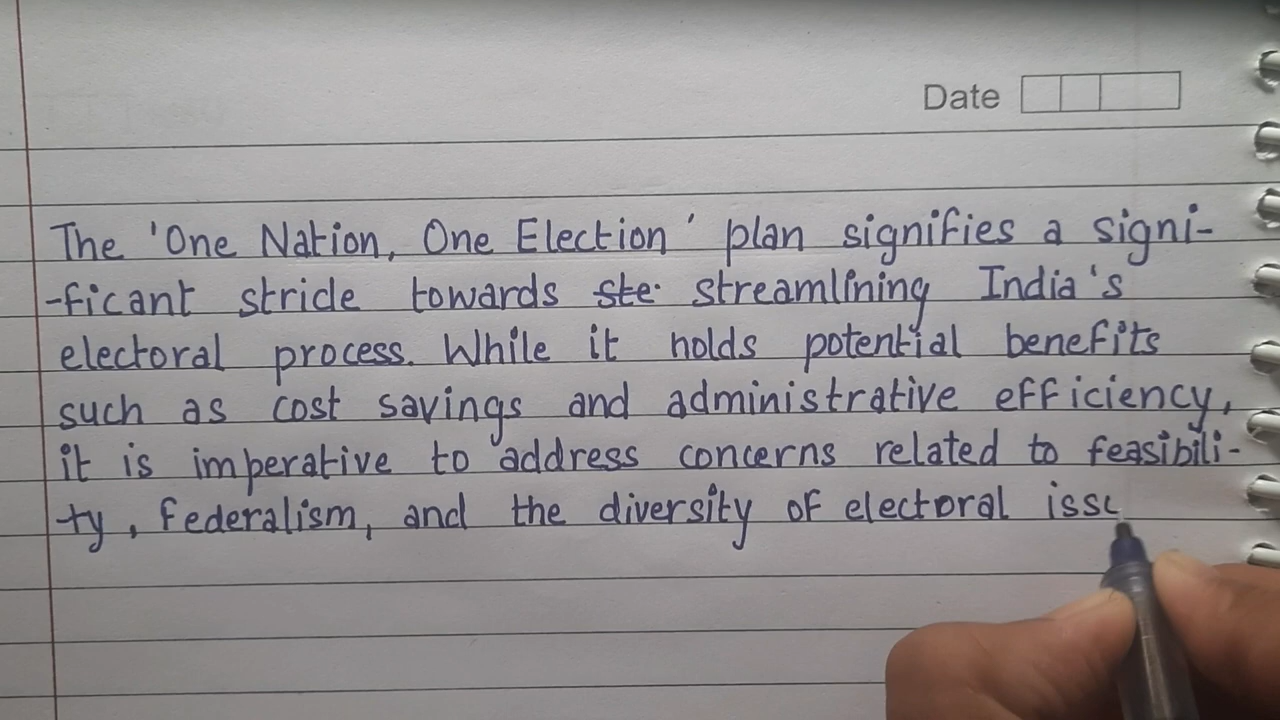 Date
The 'One Nation, One Election' plan signifies a signi-
-ficant stride towards ste streamlining India's
electoral process. While it holds potential benefits
such as cost savings and administrative efficiency,
it is imperative to address concerns related to feasibili-
-ty, federalism, and the diversity of electoral